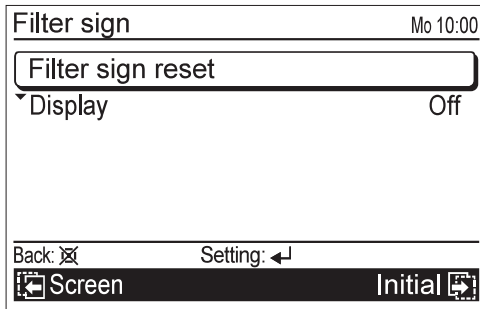 Filter sign Mo 10:00
Filter sign reset
Display Off
Back: Setting:
Screen Initial